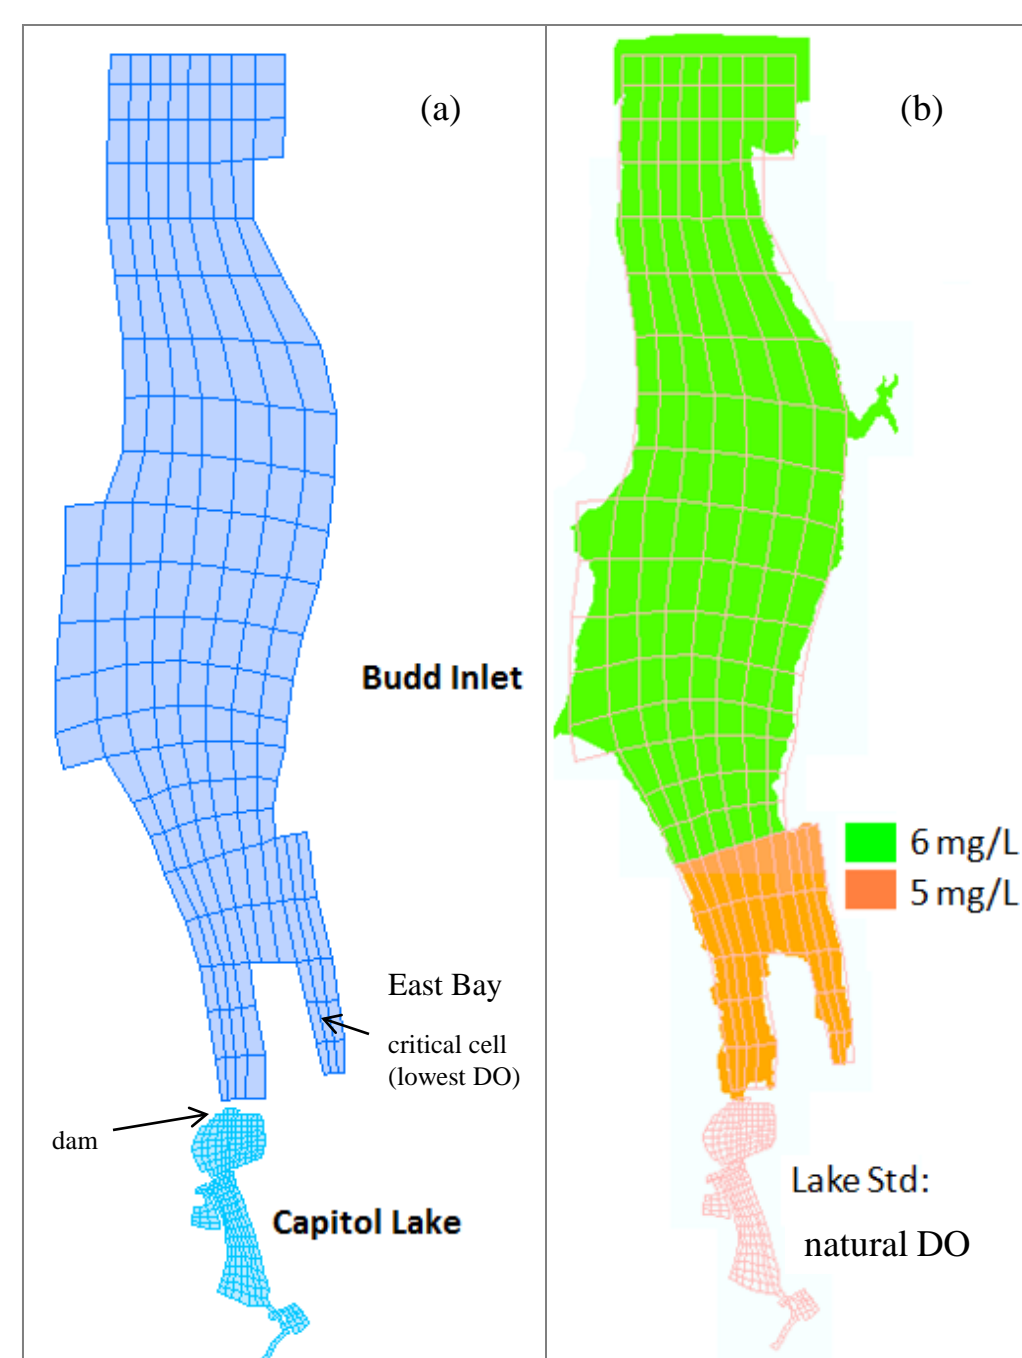 (a)
Budd Inlet
East Bay
critical cell
(lowest DO)
dam
Capitol Lake
(b)
6 mg/L
5 mg/L
Lake Std:
natural DO